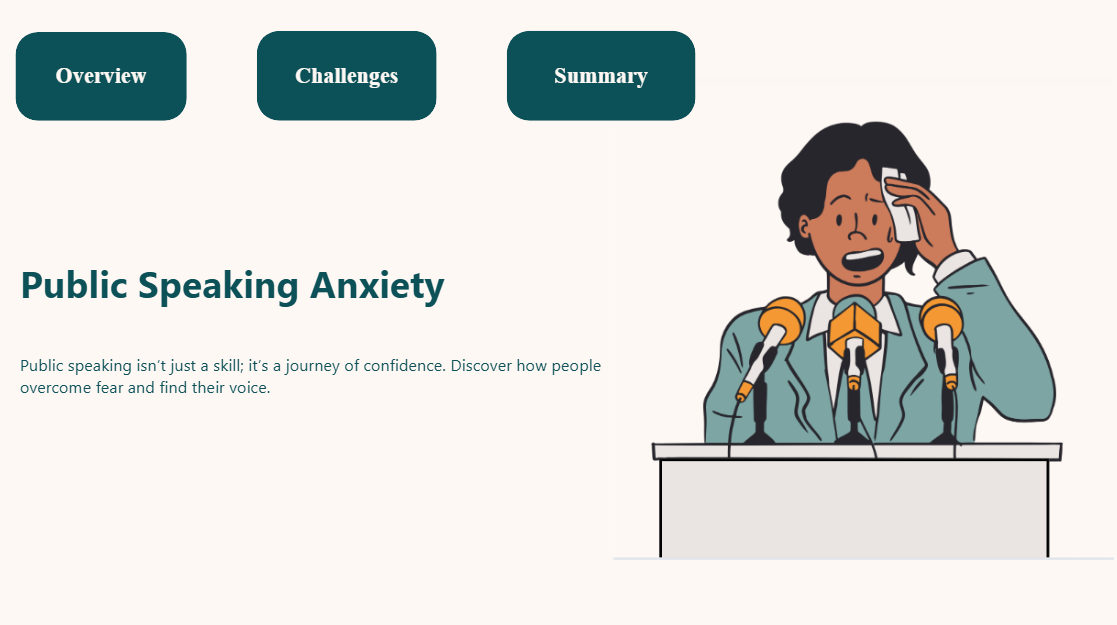 Overview
Challenges
Summary
Public Speaking Anxiety
Public speaking isn’t just a skill; it’s a journey of confidence. Discover how people
overcome fear and find their voice.